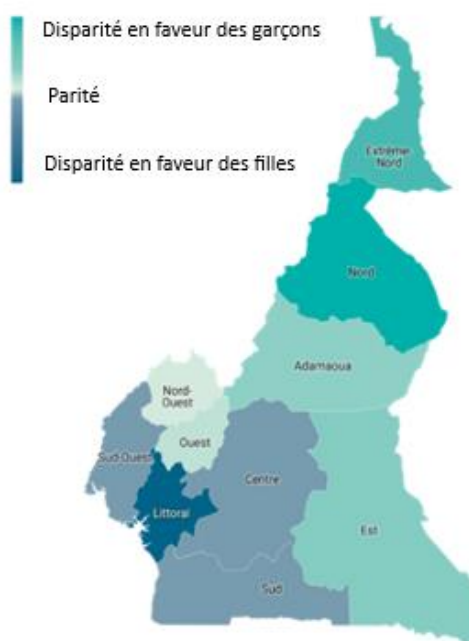 Disparité en faveur des garçons
Parité
Disparité en faveur des filles
Extrême
Nord
Nord
Adamaoua
Nord-
Ouest
Ouest
Sud-Ouest
Centre
Littoral
Est
Sud